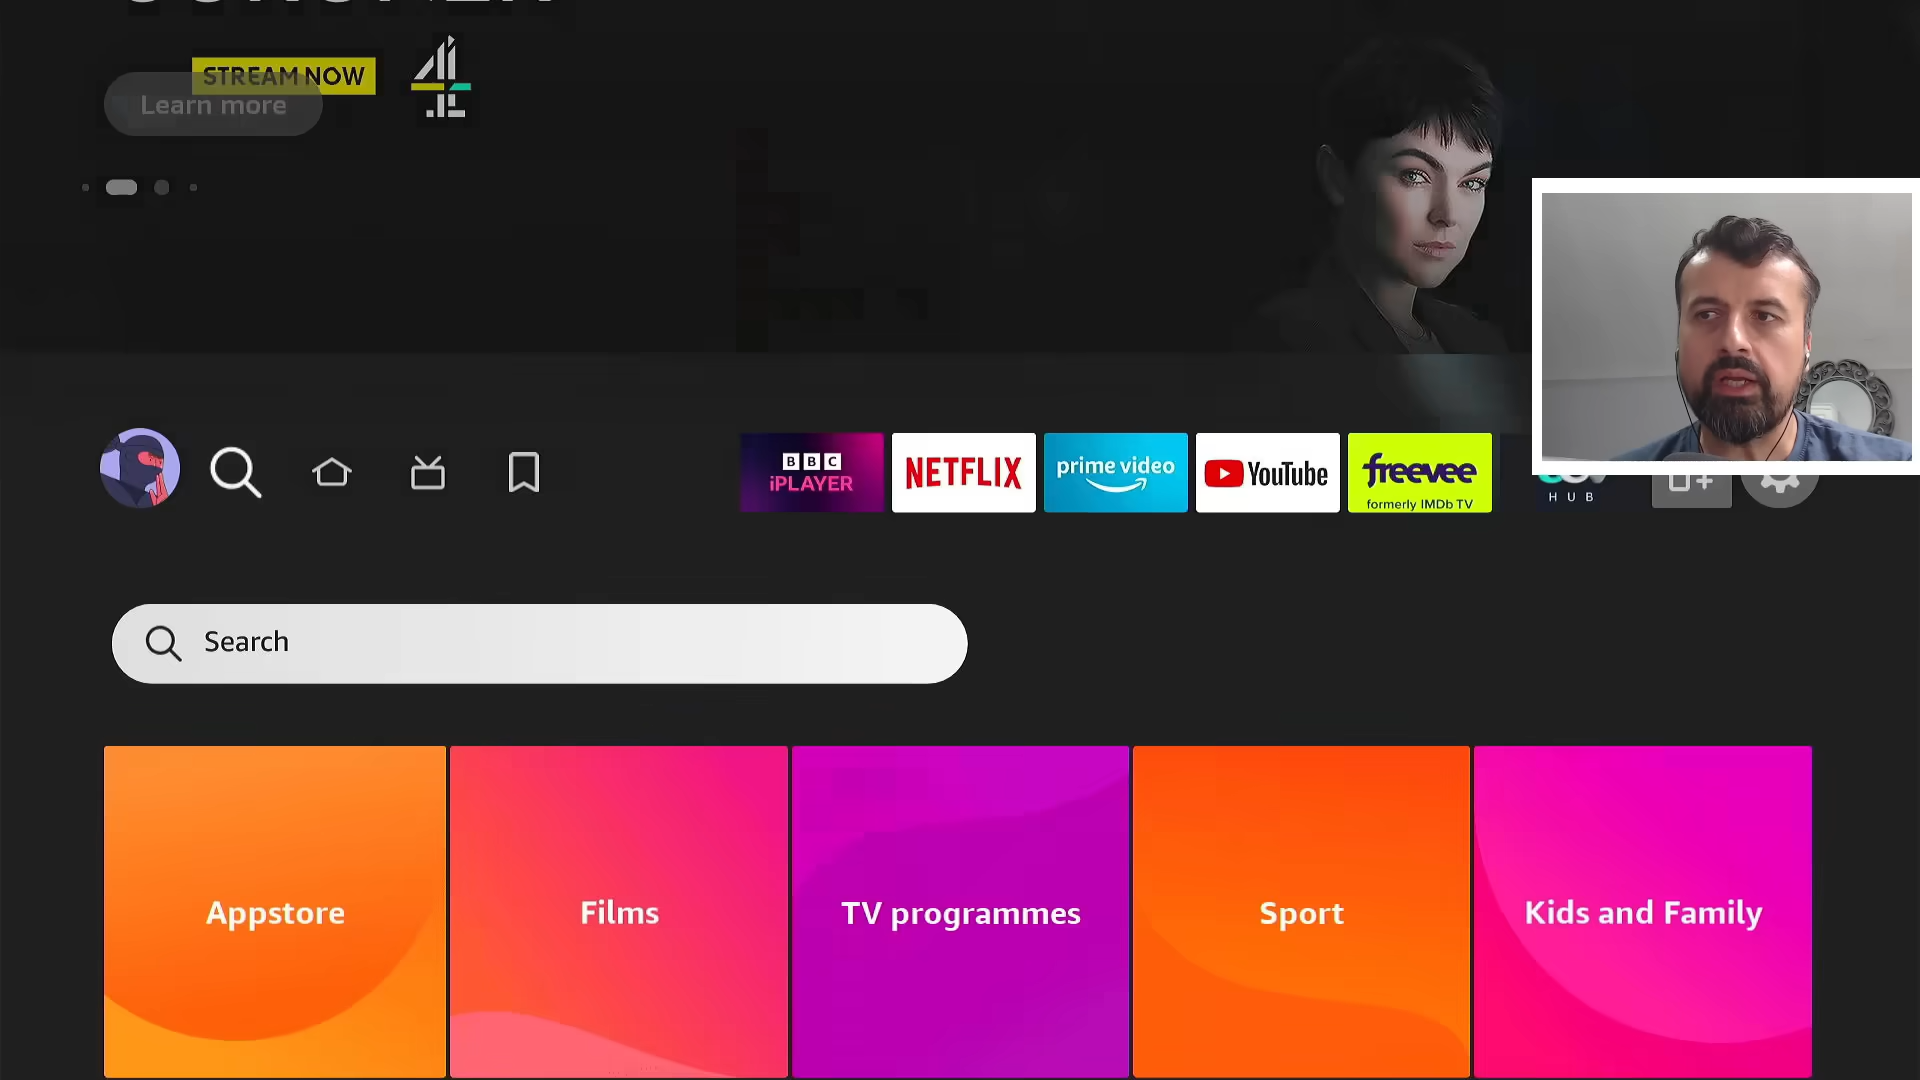 STREAM NOW
Learn more
BBC
iPLAYER
NETFLIX
prime video
YouTube
freevee
formerly IMDb TV
HUB
Search
Appstore
Films
TV programmes
Sport
Kids and Family